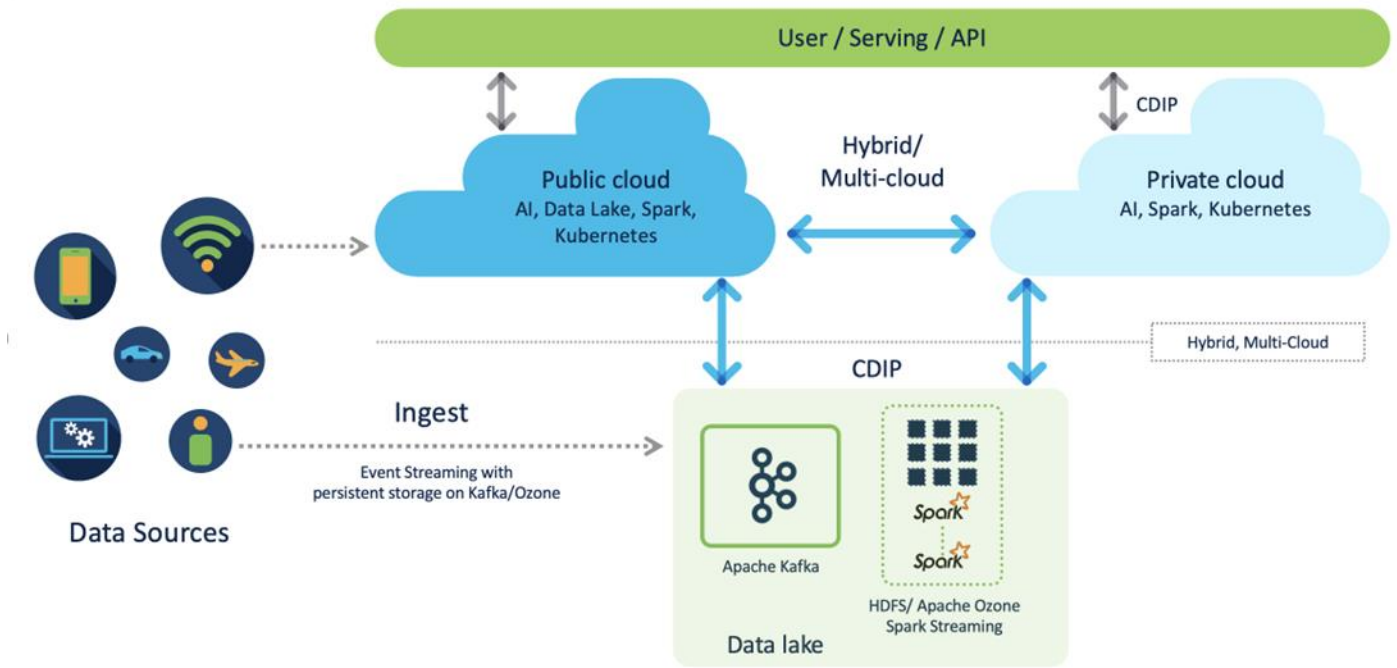 User / Serving / API
CDIP
Hybrid/
Multi-cloud
Public cloud
AI, Data Lake, Spark,
Kubernetes
Private cloud
AI, Spark, Kubernetes
Hybrid, Multi-Cloud
CDIP
Ingest
Event Streaming with
persistent storage on Kafka/Ozone
Data Sources
Spark
Spark
Apache Kafka
HDFS/ Apache Ozone
Spark Streaming
Data lake